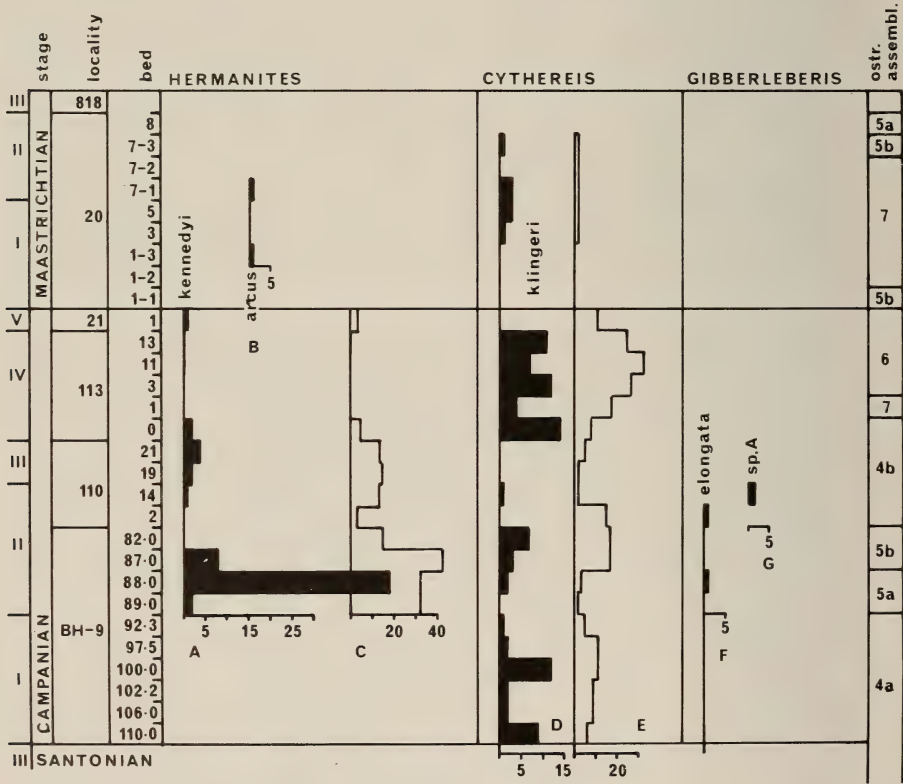 stage
locality
bed
HERMANITES
CYTHEREIS
GIBBERLEBERIS
ostr. assembl.
III 818
8 5a
II 7-3 5b
7-2
7-1
MAASTRICHTIAN 20 5 7
kennedyi
klingeri
3
I 1-3
5
1-2
arcus
1-1 5b
V 21 1
B
13
IV 11 6
113 3
1 7
0
elongata
sp.A
III 21
19 4b
110 14
2
II 82·0 5b
5
87·0
G
88·0 5a
89·0
CAMPANIAN BH-9 92·3
5 15 25 20 40
5
97·5
A C F
I 100·0
102·2 4a
106·0
D E
110·0
III SANTONIAN
5 15 20